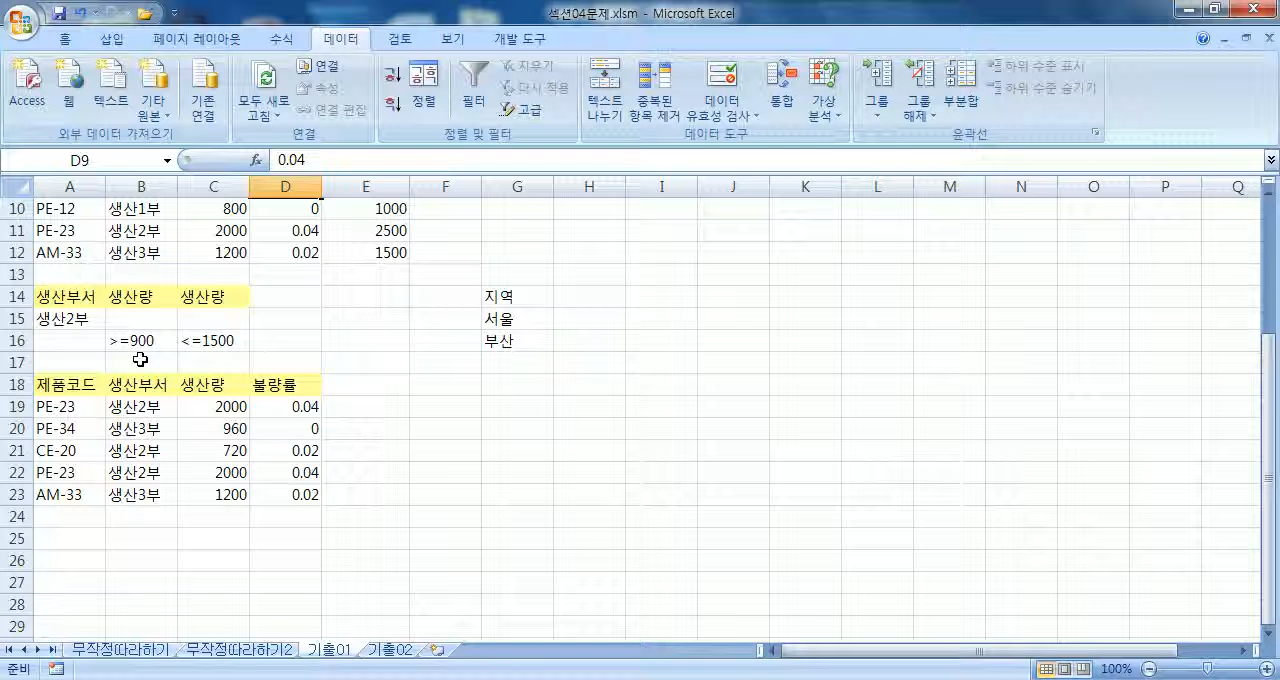 섹션04문제.xlsm - Microsoft Excel
홈 삽입 페이지 레이아웃 수식 데이터 검토 보기 개발 도구
Access 웹 텍스트 기타 원본 기존 연결 모두 새로 고침 연결 속성 연결 편집 정렬 필터 지우기 다시 적용 고급 텍스트 나누기 중복된 항목 제거 데이터 유효성 검사 통합 가상 분석 그룹 그룹 해제 부분합 하위 수준 표시 하위 수준 숨기기
외부 데이터 가져오기 연결 정렬 및 필터 데이터 도구 윤곽선
D9 fx 0.04
A B C D E F G H I J K L M N O P Q
10 PE-12 생산1부 800 0 1000
11 PE-23 생산2부 2000 0.04 2500
12 AM-33 생산3부 1200 0.02 1500
13
14 생산부서 생산량 생산량 지역
15 생산2부 서울
16 >=900 <=1500 부산
17
18 제품코드 생산부서 생산량 불량률
19 PE-23 생산2부 2000 0.04
20 PE-34 생산3부 960 0
21 CE-20 생산2부 720 0.02
22 PE-23 생산2부 2000 0.04
23 AM-33 생산3부 1200 0.02
24
25
26
27
28
29
무작정따라하기 무작정따라하기2 기출01 기출02
준비 100%